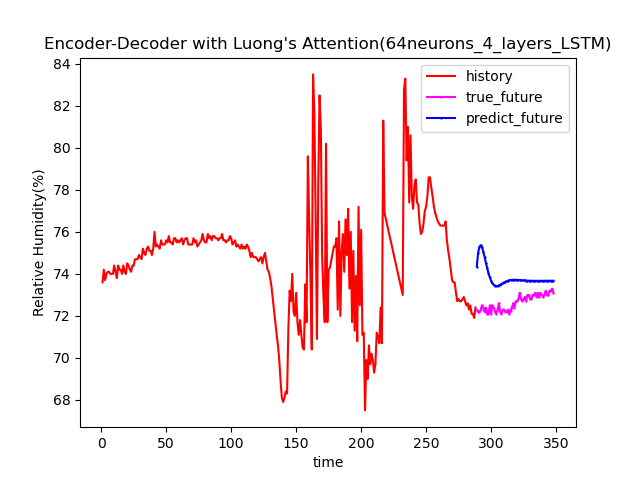 Encoder-Decoder with Luong's Attention(64neurons_4_layers_LSTM)
history
true_future
predict_future
Relative Humidity(%)
84
82
80
78
76
74
72
70
68
0 50 100 150 200 250 300 350
time